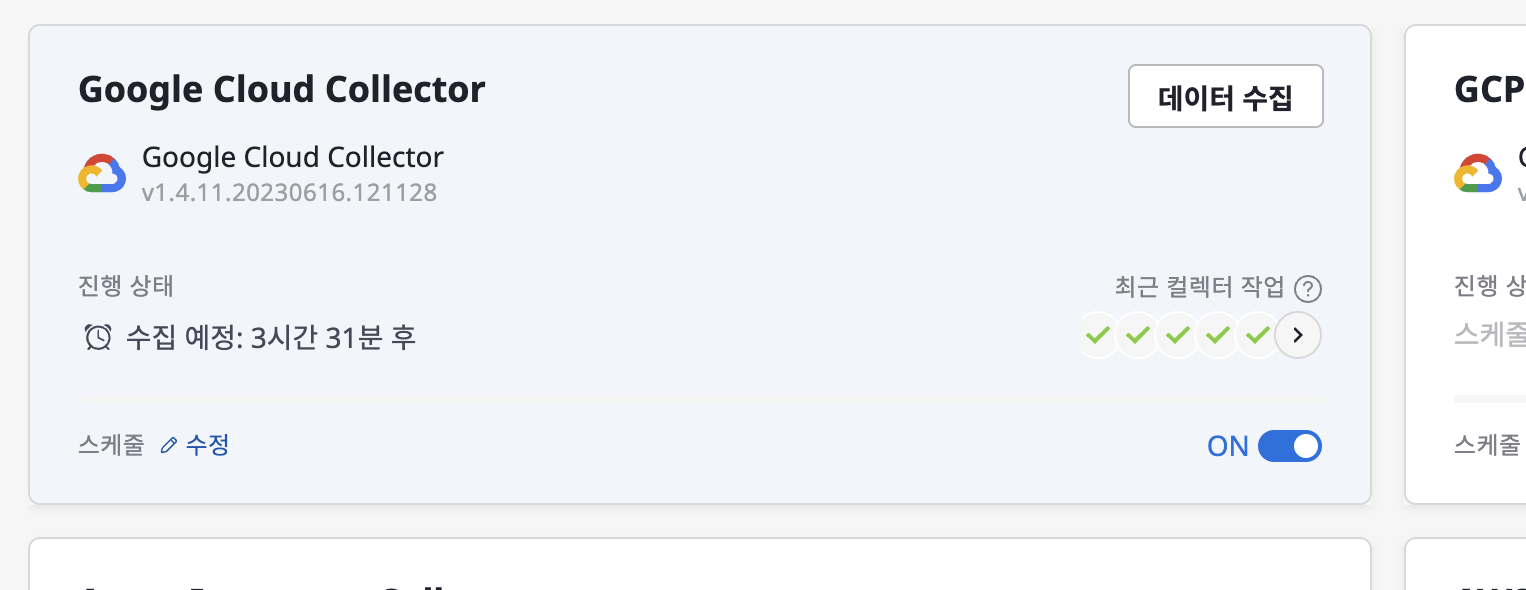 Google Cloud Collector
데이터 수집
Google Cloud Collector
v1.4.11.20230616.121128
진행 상태
최근 컬렉터 작업 ?
수집 예정: 3시간 31분 후
스케줄 수정
ON
GCP
진행 상
스케줄
스케줄